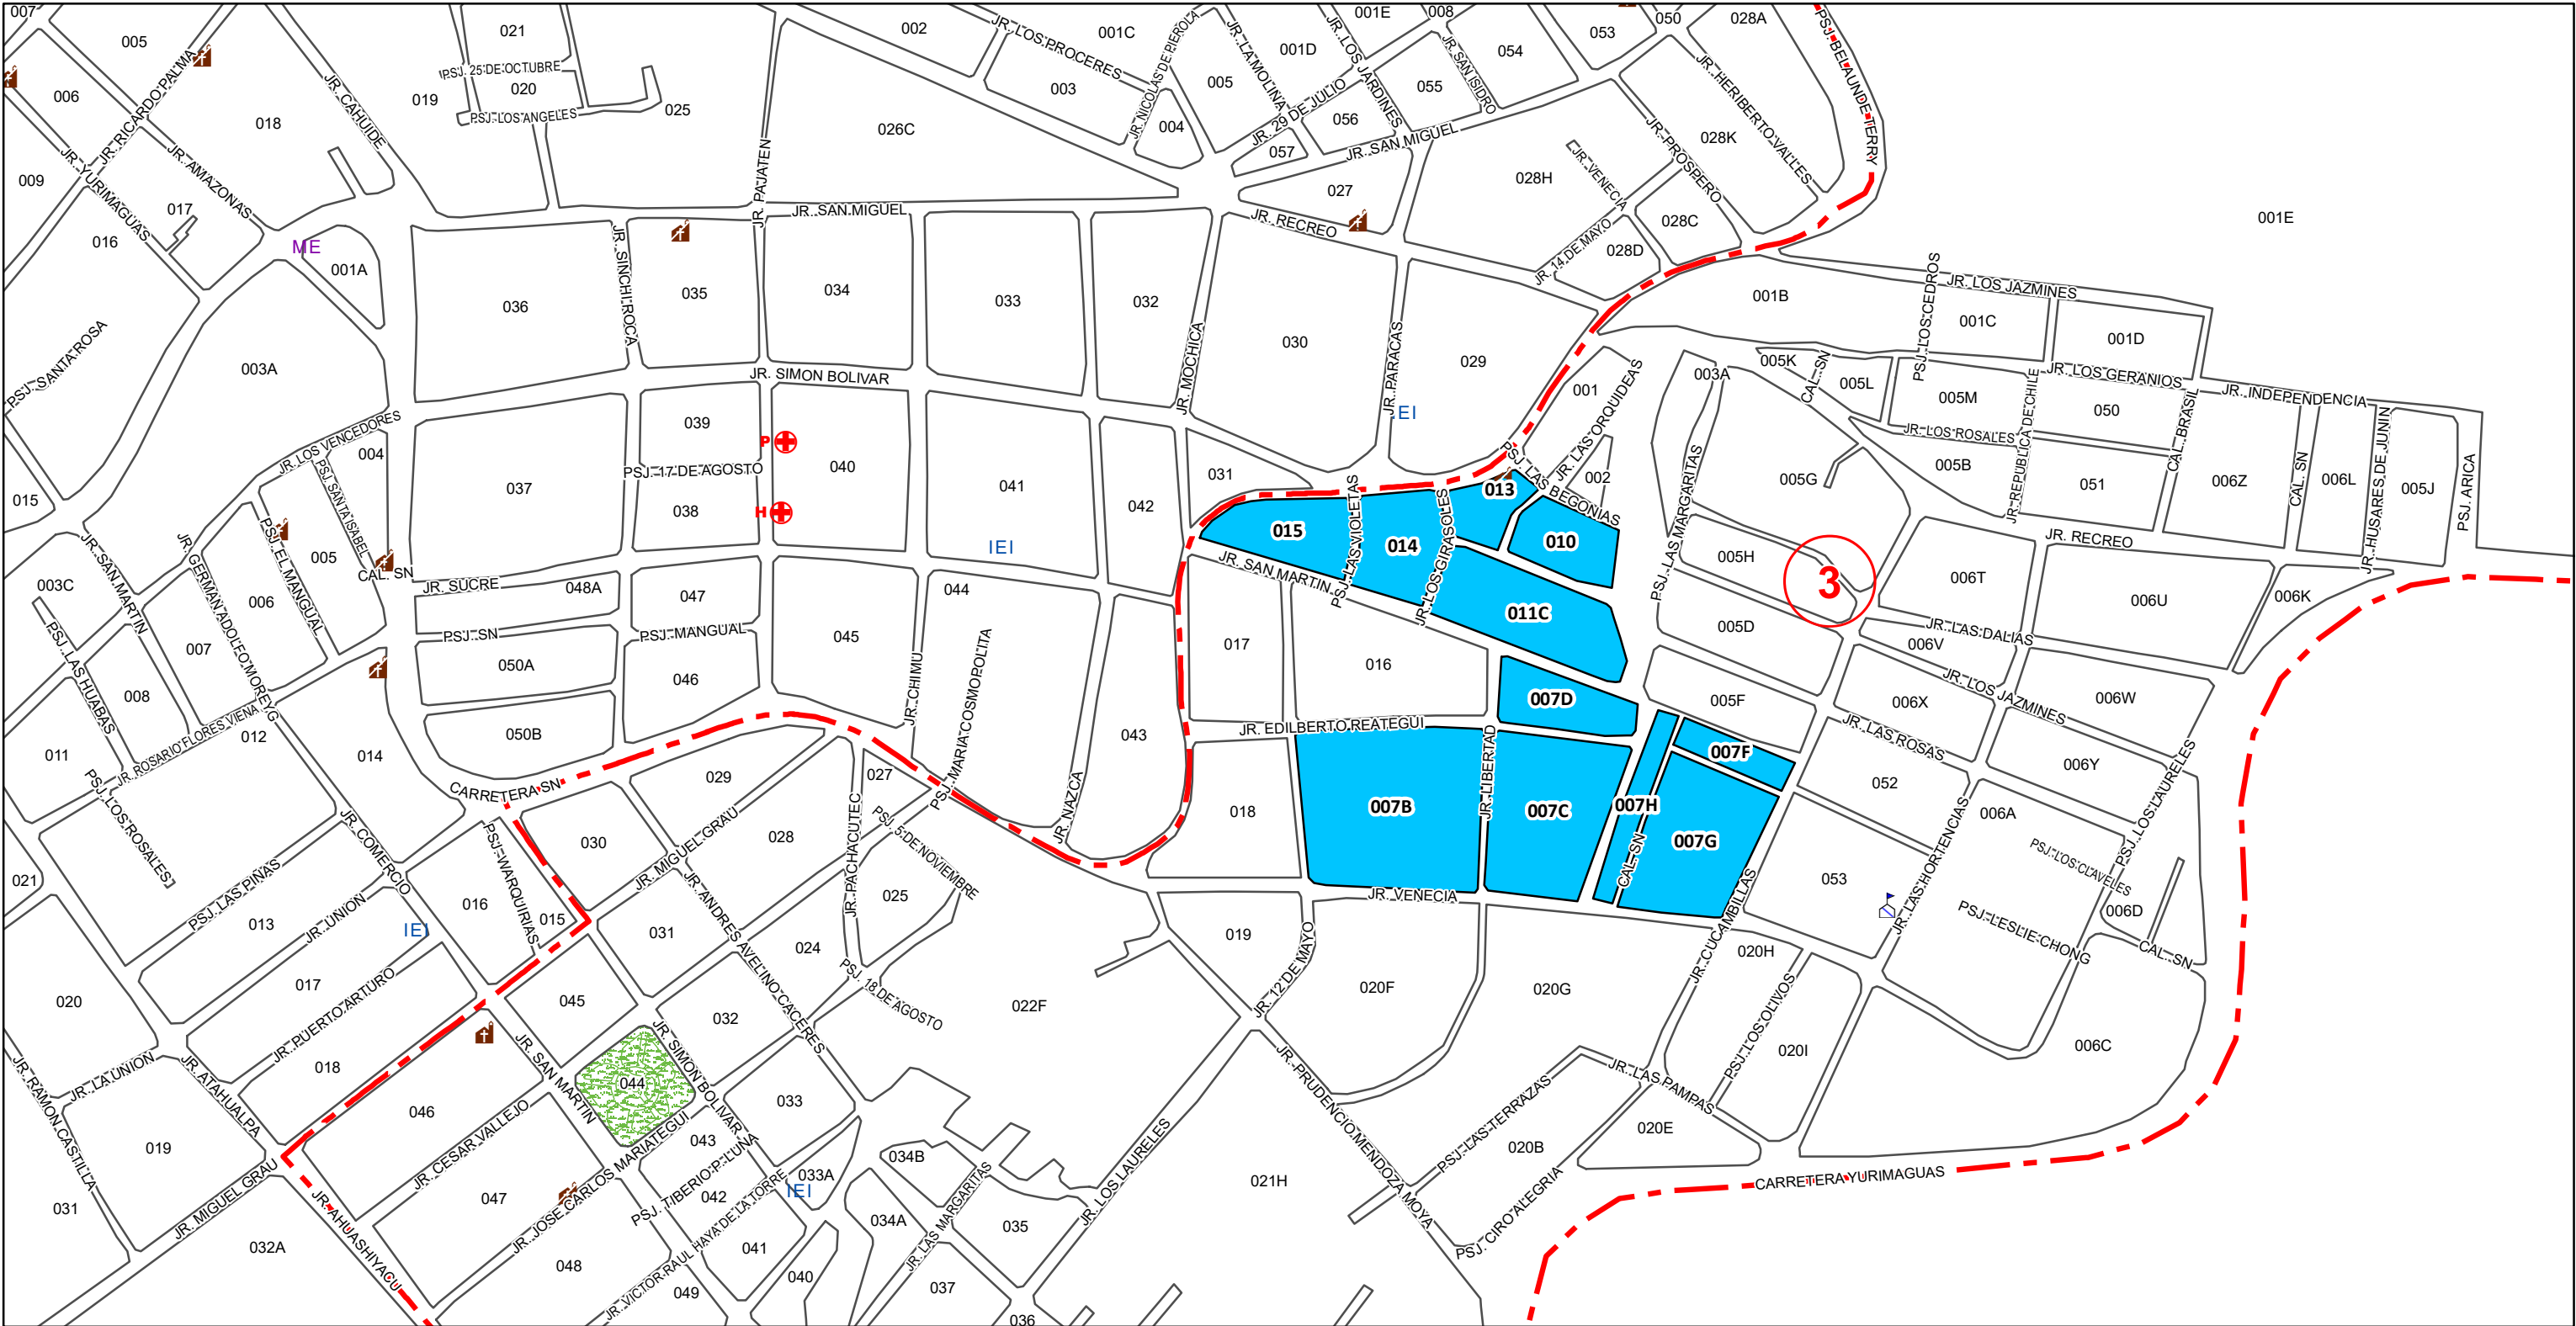 007
005
021
002
JR. LOS PROCERES
001C
JR. NICOLAS DE PIEROLA
JR. LA MOLINA
001D
JR. LOS JARDINES
001E
008
054
053
050
028A
PSJ. BELAUNDE TERRY
006
JR. RICARDO PALMA
018
JR. CAHUIDE
019
PSJ. 25 DE OCTUBRE
020
PSJ. LOS ANGELES
025
026C
003
004
005
JR. 29 DE JULIO
056
055
JR. SAN ISIDRO
057
JR. SAN MIGUEL
028H
JR. VENECIA
JR. PROSPERO
028K
JR. HERIBERTO VALLES
009
JR. YURIMAGUAS
JR. AMAZONAS
017
016
ME
001A
JR. PAJATEN
JR. SAN MIGUEL
027
JR. RECREO
028C
028D
JR. 14 DE MAYO
001E
036
JR. SINCHI ROCA
035
034
033
032
JR. MOCHICA
030
JR. PARACAS
029
001B
PSJ. LOS CEDROS
JR. LOS JAZMINES
001C
001D
PSJ. SANTA ROSA
003A
JR. SIMON BOLIVAR
IEI
001
JR. LAS ORQUIDEAS
003A
005K
CAL. SN
005L
005M
JR. LOS GERANIOS
JR. INDEPENDENCIA
050
JR. REPUBLICA DE CHILE
CAL. BRASIL
JR. LOS VENCEDORES
004
PSJ. SANTA ISABEL
037
039
P
PSJ. 17 DE AGOSTO
038
H
040
041
IEI
042
031
PSJ. LAS VIOLETAS
JR. LOS GIRASOLES
013
PSJ. LAS BEGONIAS
002
PSJ. LAS MARGARITAS
005G
JR. LOS ROSALES
005B
051
006Z
CAL. SN
006L
JR. HUSARES DE JUNIN
005J
PSJ. ARICA
015
015
014
010
JR. RECREO
003C
JR. SAN MARTIN
JR. GERMAN ADOLFO MOREY G
PSJ. EL MANGUAL
005
006
007
CAL. SN
JR. SUCRE
048A
047
PSJ. SN
PSJ. MANGUAL
044
JR. SAN MARTIN
011C
005H
3
006T
006U
006K
PSJ. LAS HUABAS
008
050A
046
045
JR. CHIMU
PSJ. MARIA COSMOPOLITA
043
017
016
005D
JR. LAS DALIAS
006V
011
JR. ROSARIO FLORES VIENA
012
014
050B
JR. NAZCA
JR. EDILBERTO REATEGUI
007D
005F
006X
JR. LOS JAZMINES
006W
PSJ. LOS ROSALES
CARRETERA SN
029
027
018
007B
JR. LIBERTAD
007C
007H
CAL. SN
007F
007G
JR. LAS ROSAS
052
006Y
PSJ. LOS LAURELES
021
JR. COMERCIO
PSJ. WARQUIRIAS
030
JR. MIGUEL GRAU
028
PSJ. 5 DE NOVIEMBRE
JR. PACHACUTEC
025
JR. VENECIA
JR. CUCAMBILLAS
053
JR. LAS HORTENCIAS
006A
PSJ. LOS CLAVELES
006D
PSJ. LAS PIÑAS
013
JR. UNION
IEI
016
015
031
JR. ANDRES AVELINO CACERES
024
PSJ. 18 DE AGOSTO
019
JR. 12 DE MAYO
020F
020G
020H
PSJ. LESLIE CHONG
CAL. SN
020
017
JR. PUERTO ARTURO
045
032
022F
PSJ. LOS OLIVOS
020I
006C
JR. RAMON CASTILLA
JR. LA UNION
JR. ATAHUALPA
018
JR. SAN MARTIN
044
JR. SIMON BOLIVAR
033
JR. PRUDENCIO MENDOZA MOYA
JR. LAS PAMPAS
PSJ. LAS TERRAZAS
020B
020E
019
046
JR. CESAR VALLEJO
JR. JOSE CARLOS MARIATEGUI
043
PSJ. TIBERIO P. LUNA
033A
034B
JR. LOS LAURELES
021H
CARRETERA YURIMAGUAS
031
JR. MIGUEL GRAU
JR. AHUASHIYACU
047
042
IEI
JR. VICTOR RAUL HAYA DE LA TORRE
034A
JR. LAS MARGARITAS
035
PSJ. CIRO ALEGRIA
032A
048
041
049
040
037
036